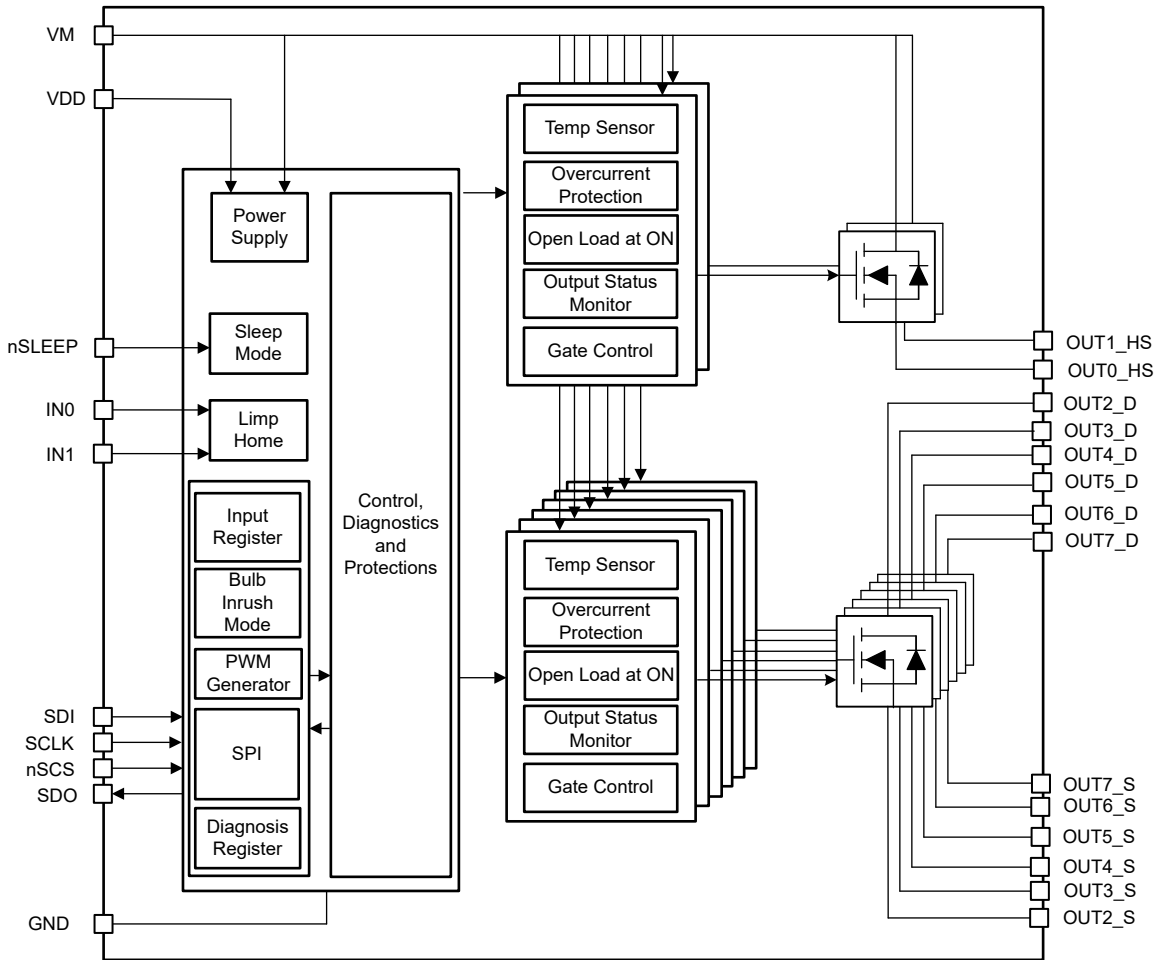 VM
VDD
nSLEEP
IN0
IN1
SDI
SCLK
nSCS
SDO
GND
Power
Supply
Sleep
Mode
Limp
Home
Input
Register
Bulb
Inrush
Mode
PWM
Generator
SPI
Diagnosis
Register
Control,
Diagnostics
and
Protections
Temp Sensor
Overcurrent
Protection
Open Load at ON
Output Status
Monitor
Gate Control
Temp Sensor
Overcurrent
Protection
Open Load at ON
Output Status
Monitor
Gate Control
OUT1_HS
OUT0_HS
OUT2_D
OUT3_D
OUT4_D
OUT5_D
OUT6_D
OUT7_D
OUT7_S
OUT6_S
OUT5_S
OUT4_S
OUT3_S
OUT2_S